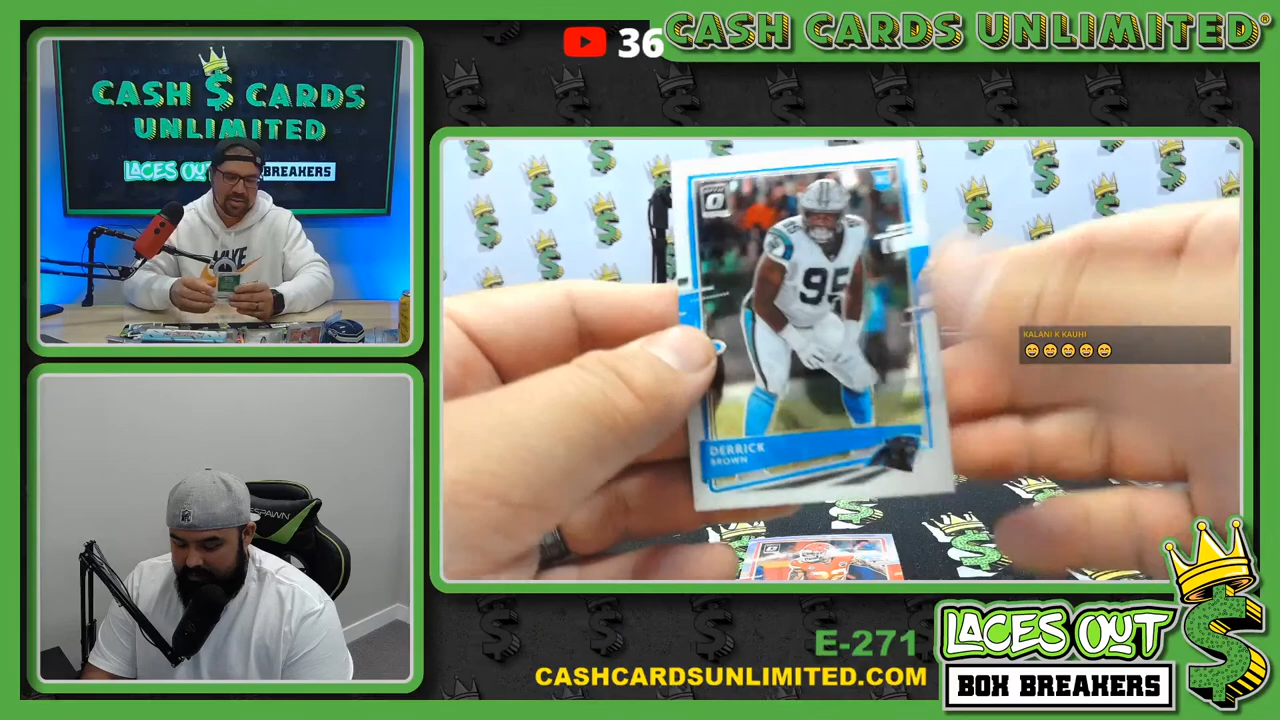 36
CASH CARDS UNLIMITED®
CASH $ CARDS
UNLIMITED
LACES OUT
BREAKERS
95
DERRICK
BROWN
KALANI K KAUHI
NFL
E-271
CASHCARDSUNLIMITED.COM
LACES OUT
BOX BREAKERS